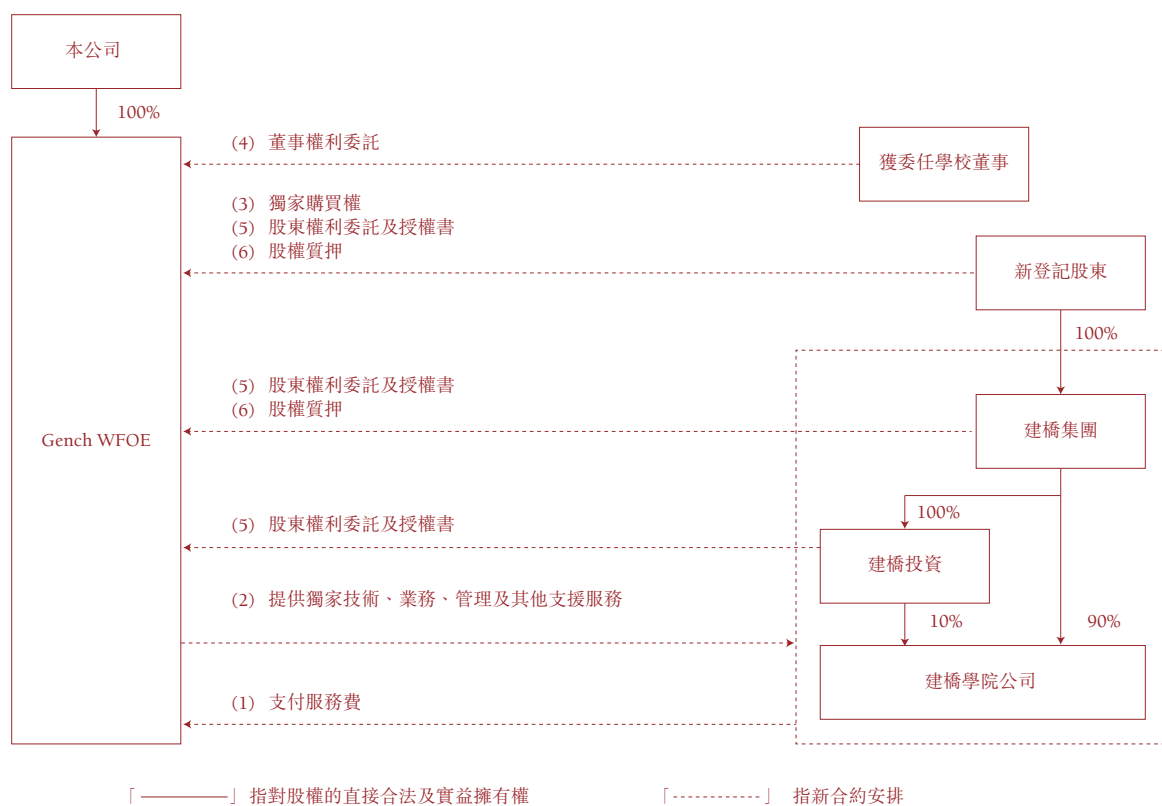 本公司
100%
(4) 董事權利委託
獲委任學校董事
(3) 獨家購買權
(5) 股東權利委託及授權書
(6) 股權質押
新登記股東
100%
(5) 股東權利委託及授權書
(6) 股權質押
Gench WFOE
建橋集團
100%
(5) 股東權利委託及授權書
建橋投資
(2) 提供獨家技術、業務、管理及其他支援服務
10%
90%
建橋學院公司
(1) 支付服務費
「————」指對股權的直接合法及實益擁有權
「-----------」 指新合約安排